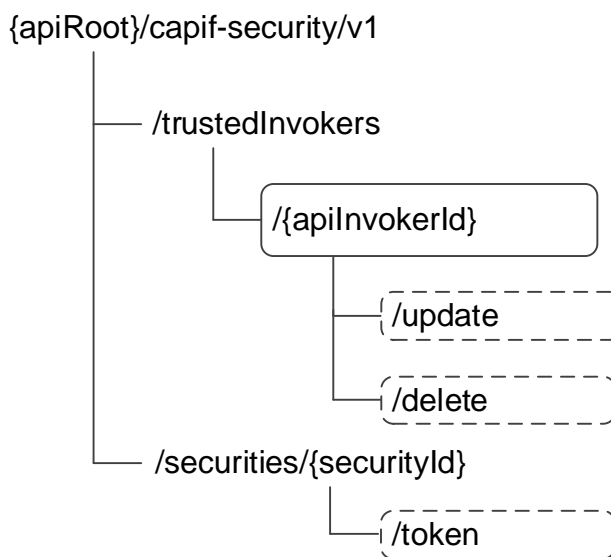 {apiRoot}/capif-security/v1
/trustedInvokers
/{apiInvokerId}
/update
/delete
/securities/{securityId}
/token